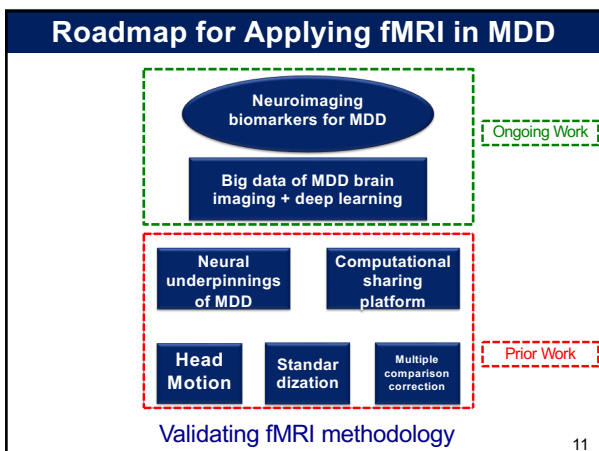 Roadmap for Applying fMRI in MDD
Neuroimaging
biomarkers for MDD
Ongoing Work
Big data of MDD brain
imaging + deep learning
Neural
underpinnings
of MDD
Computational
sharing
platform
Head
Motion
Standar
dization
Multiple
comparison
correction
Prior Work
Validating fMRI methodology
11